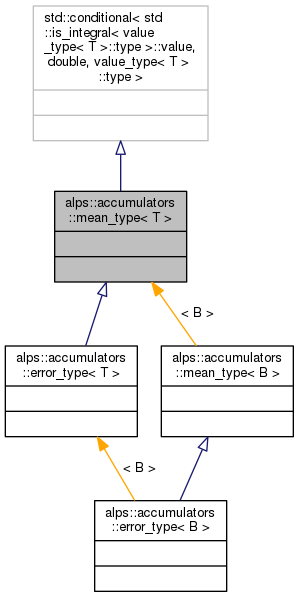 std::conditional< std
::is_integral< value
_type< T >::type >::value,
double, value_type< T >
::type >
alps::accumulators
::mean_type< T >
< B >
alps::accumulators
::error_type< T >
alps::accumulators
::mean_type< B >
< B >
alps::accumulators
::error_type< B >